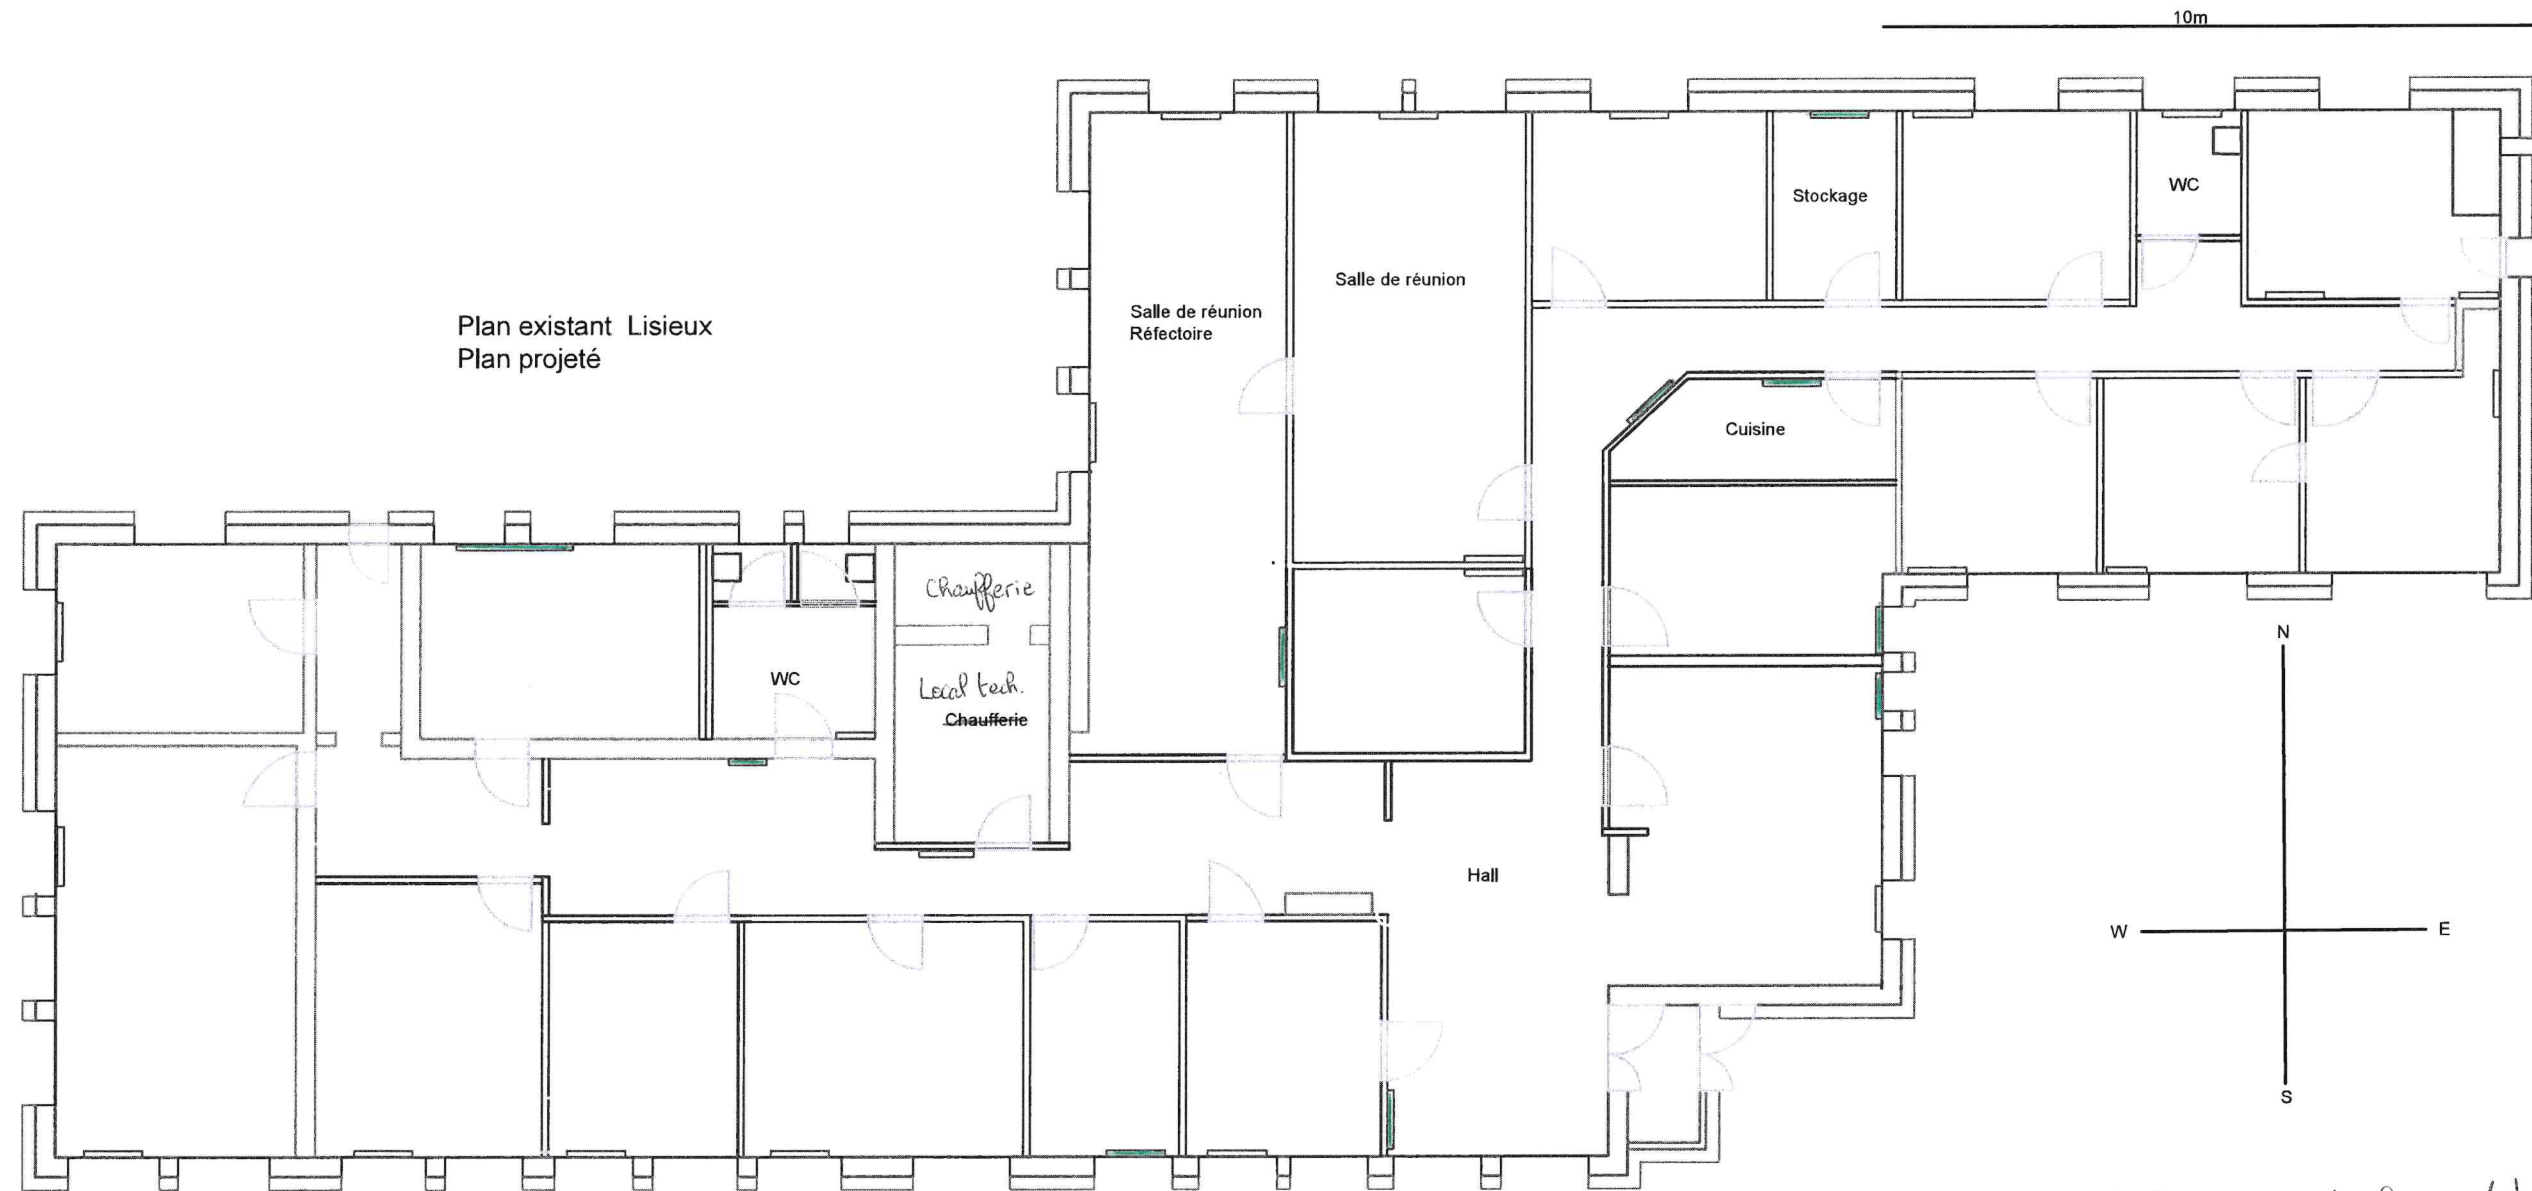 10m
WC
Stockage
Salle de réunion
Salle de réunion
Réfectoire
Plan existant Lisieux
Plan projeté
Cuisine
Chaufferie
N
WC
Local tech.
Chaufferie
Hall
W
E
S